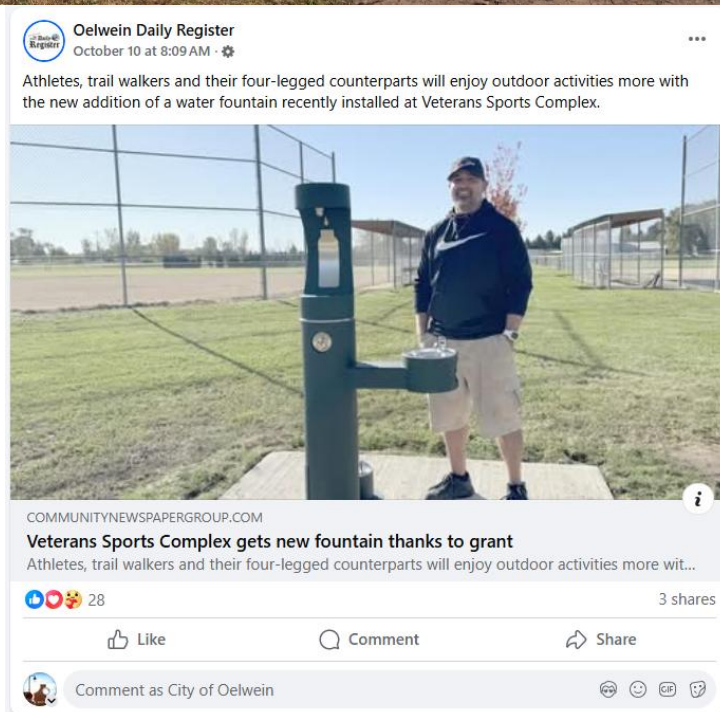 Daily
Register
Oelwein Daily Register
October 10 at 8:09 AM ·
Athletes, trail walkers and their four-legged counterparts will enjoy outdoor activities more with
the new addition of a water fountain recently installed at Veterans Sports Complex.
COMMUNITYNEWSPAPERGROUP.COM
Veterans Sports Complex gets new fountain thanks to grant
Athletes, trail walkers and their four-legged counterparts will enjoy outdoor activities more wit...
28
3 shares
Like
Comment
Share
Comment as City of Oelwein
GIF